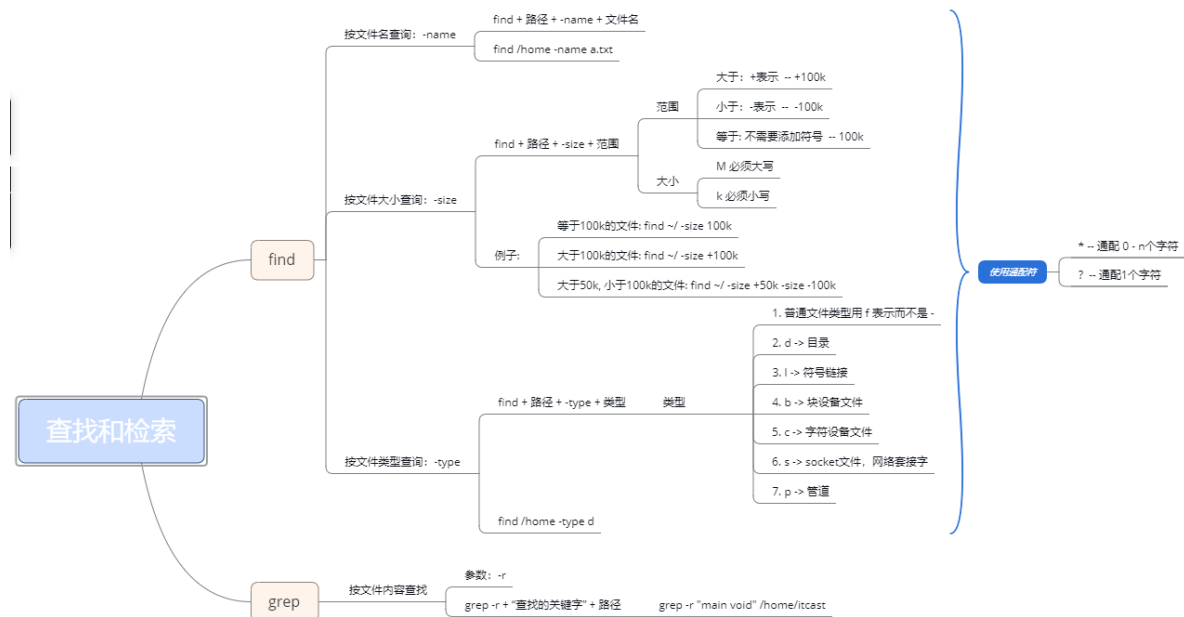 查找和检索
find
按文件名查询：-name
find + 路径 + -name + 文件名
find /home -name a.txt
按文件大小查询：-size
find + 路径 + -size + 范围
范围
大于：+表示 -- +100k
小于：-表示 -- -100k
等于: 不需要添加符号 -- 100k
大小
M 必须大写
k 必须小写
例子:
等于100k的文件: find ~/ -size 100k
大于100k的文件: find ~/ -size +100k
大于50k, 小于100k的文件: find ~/ -size +50k -size -100k
按文件类型查询：-type
find + 路径 + -type + 类型
类型
1. 普通文件类型用 f 表示而不是 -
2. d -> 目录
3. l -> 符号链接
4. b -> 块设备文件
5. c -> 字符设备文件
6. s -> socket文件，网络套接字
7. p -> 管道
find /home -type d
使用通配符
* -- 通配 0 - n个字符
? -- 通配1个字符
grep
按文件内容查找
参数：-r
grep -r + “查找的关键字” + 路径
grep -r "main void" /home/itcast